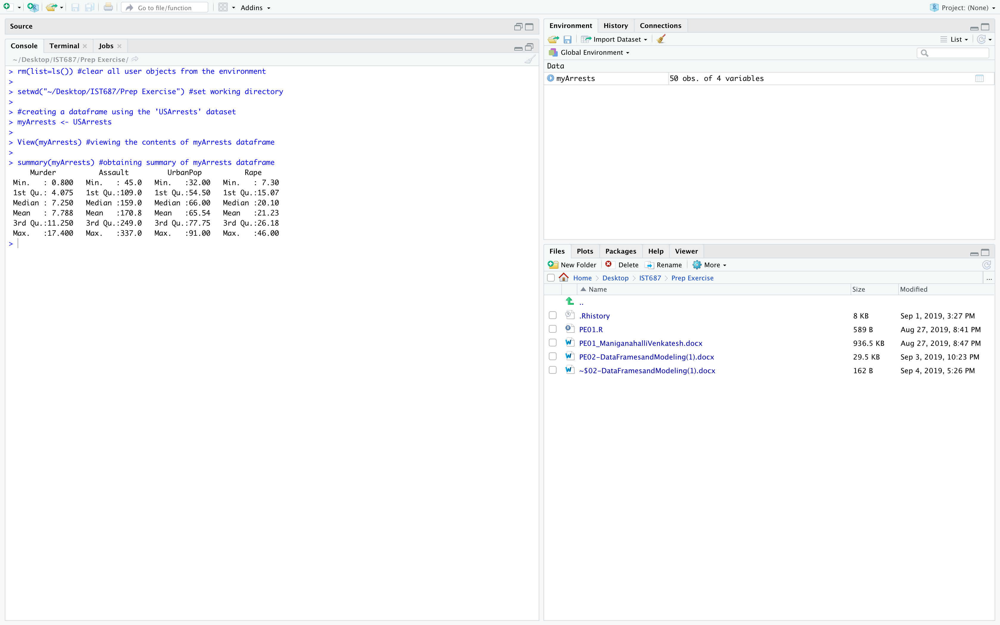 Go to file/function
Addins
Project: (None)
Source
Console Terminal Jobs
~/Desktop/IST687/Prep Exercise/
> rm(list=ls()) #clear all user objects from the environment
>
> setwd("~/Desktop/IST687/Prep Exercise") #set working directory
>
> #creating a dataframe using the 'USArrests' dataset
> myArrests <- USArrests
>
> View(myArrests) #viewing the contents of myArrests dataframe
>
> summary(myArrests) #obtaining summary of myArrests dataframe
     Murder          Assault         UrbanPop          Rape
 Min.   : 0.800   Min.   : 45.0   Min.   :32.00   Min.   : 7.30
 1st Qu.: 4.075   1st Qu.:109.0   1st Qu.:54.50   1st Qu.:15.07
 Median : 7.250   Median :159.0   Median :66.00   Median :20.10
 Mean   : 7.788   Mean   :170.8   Mean   :65.54   Mean   :21.23
 3rd Qu.:11.250   3rd Qu.:249.0   3rd Qu.:77.75   3rd Qu.:26.18
 Max.   :17.400   Max.   :337.0   Max.   :91.00   Max.   :46.00
>
Environment History Connections
Import Dataset List
Global Environment
Data
myArrests 50 obs. of 4 variables
Files Plots Packages Help Viewer
New Folder Delete Rename More
Home Desktop IST687 Prep Exercise ...
Name Size Modified
..
.Rhistory 8 KB Sep 1, 2019, 3:27 PM
PE01.R 589 B Aug 27, 2019, 8:41 PM
PE01_ManiganahalliVenkatesh.docx 936.5 KB Aug 27, 2019, 8:47 PM
PE02-DataFramesandModeling(1).docx 29.5 KB Sep 3, 2019, 10:23 PM
~$02-DataFramesandModeling(1).docx 162 B Sep 4, 2019, 5:26 PM